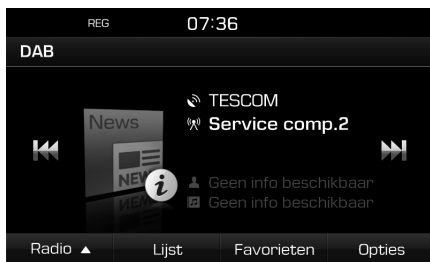 REG 07:36
DAB
News
NEW
TESCOM
Service comp.2
Geen info beschikbaar
Geen info beschikbaar
Radio ▲ Lijst Favorieten Opties